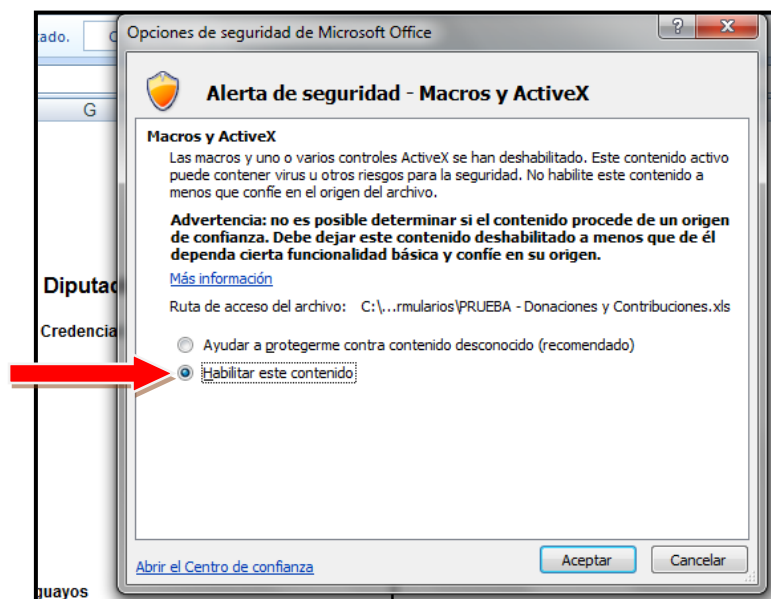 Opciones de seguridad de Microsoft Office
ado.
G
Alerta de seguridad - Macros y ActiveX
Macros y ActiveX
Las macros y uno o varios controles ActiveX se han deshabilitado. Este contenido activo
puede contener virus u otros riesgos para la seguridad. No habilite este contenido a
menos que confíe en el origen del archivo.
Advertencia: no es posible determinar si el contenido procede de un origen
de confianza. Debe dejar este contenido deshabilitado a menos que de él
dependa cierta funcionalidad básica y confíe en su origen.
Más información
Diputad
Ruta de acceso del archivo: C:\...rmularios\PRUEBA - Donaciones y Contribuciones.xls
Credencia
Ayudar a protegerme contra contenido desconocido (recomendado)
Habilitar este contenido
Abrir el Centro de confianza
Aceptar
Cancelar
guayos